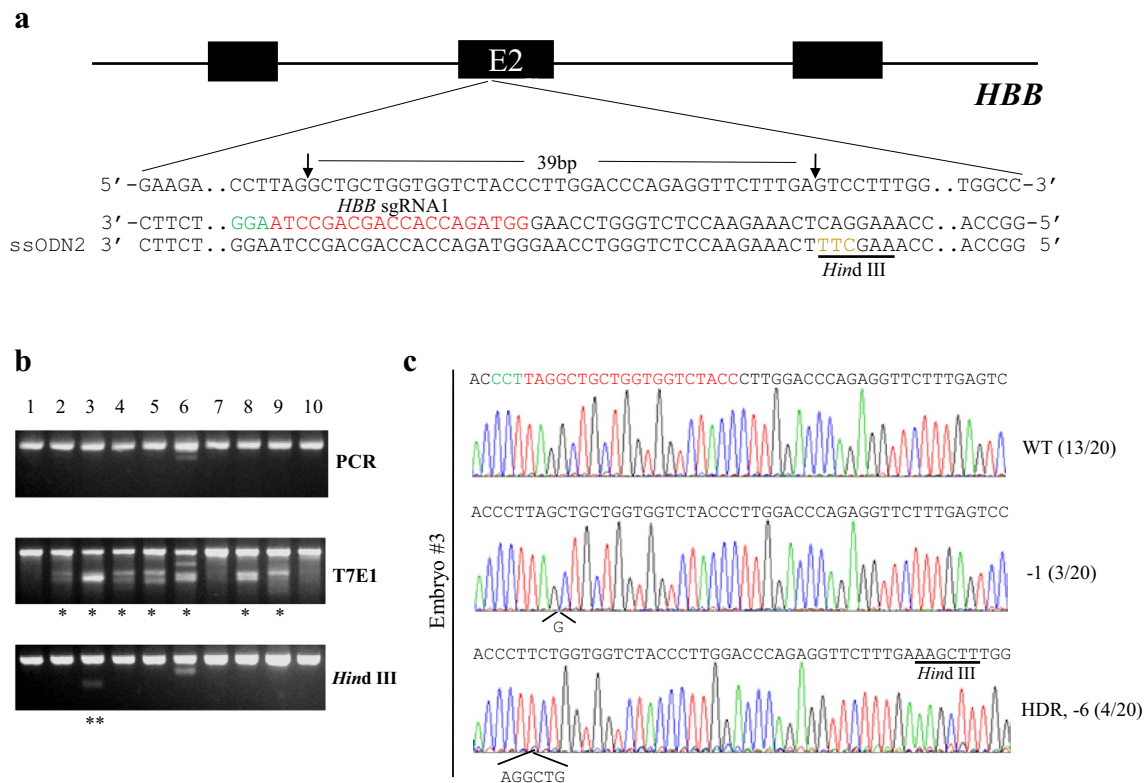 a
E2
HBB
39bp
5’-GAAGA..CCTTAGGCTGCTGGTGGTCTACCCTTGGACCCAGAGGTTCTTTGAGTCCTTTGG..TGGCC-3’
HBB sgRNA1
3’-CTTCT..GGAATCCGACGACCACCAGATGGGAACCTGGGTCTCCAAGAAACTCAGGAAACC..ACCGG-5’
ssODN2 3’ CTTCT..GGAATCCGACGACCACCAGATGGGAACCTGGGTCTCCAAGAAACTTTCGAAACC..ACCGG 5’
Hind III
b
1 2 3 4 5 6 7 8 9 10
PCR
T7E1
* * * * * * *
Hind III
**
c
Embryo #3
ACCCTTAGGCTGCTGGTGGTCTACCCTTGGACCCAGAGGTTCTTTGAGTC
WT (13/20)
ACCCTTAGCTGCTGGTGGTCTACCCTTGGACCCAGAGGTTCTTTGAGTCC
-1 (3/20)
G
ACCCTTCTGGTGGTCTACCCTTGGACCCAGAGGTTCTTTGAAAGCTTTGG
Hind III
HDR, -6 (4/20)
AGGCTG